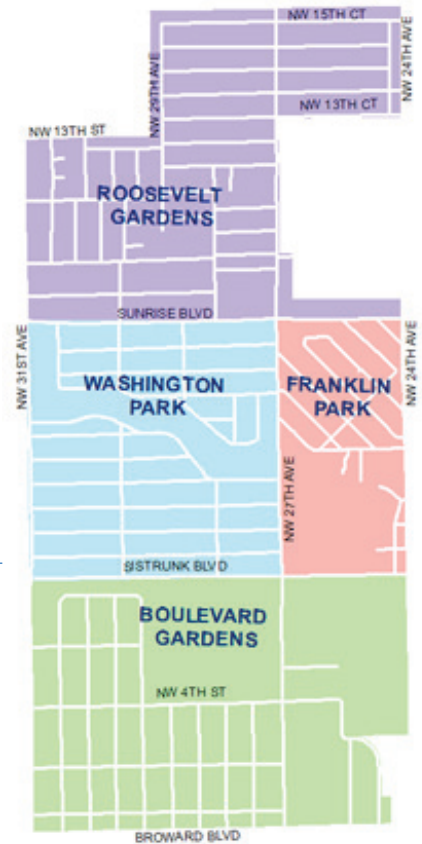 NW 15TH CT
NW 29TH AVE
NW 24TH AVE
NW 13TH CT
NW 13TH ST
ROOSEVELT
GARDENS
SUNRISE BLVD
NW 31ST AVE
WASHINGTON
PARK
FRANKLIN
PARK
NW 24TH AVE
NW 27TH AVE
SISTRUNK BLVD
BOULEVARD
GARDENS
NW 4TH ST
BROWARD BLVD